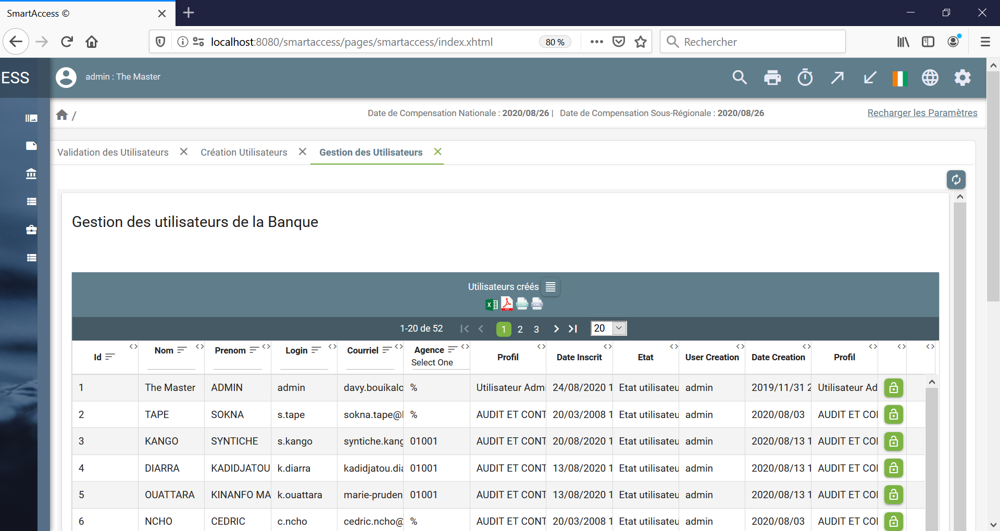 SmartAccess ©
localhost:8080/smartaccess/pages/smartaccess/index.xhtml
80 %
Rechercher
ESS
admin : The Master
/
Date de Compensation Nationale : 2020/08/26 | Date de Compensation Sous-Régionale : 2020/08/26
Recharger les Paramètres
Validation des Utilisateurs
Création Utilisateurs
Gestion des Utilisateurs
Gestion des utilisateurs de la Banque
Utilisateurs créés
1-20 de 52
1 2 3
20
Id Nom Prenom Login Courriel Agence Profil Date Inscrit Etat User Creation Date Creation Profil
Select One
1 The Master ADMIN admin davy.bouikalo % Utilisateur Admi 24/08/2020 1 Etat utilisateu admin 2019/11/31 2 Utilisateur Ad
2 TAPE SOKNA s.tape sokna.tape@ % AUDIT ET CONT 20/03/2008 1 Etat utilisateu admin 2020/08/03 AUDIT ET CO
3 KANGO SYNTICHE s.kango syntiche.kang 01001 AUDIT ET CONT 20/08/2020 1 Etat utilisateu admin 2020/08/13 1 AUDIT ET CO
4 DIARRA KADIDJATOU k.diarra kadidjatou.dia 01001 AUDIT ET CONT 13/08/2020 1 Etat utilisateu admin 2020/08/13 1 AUDIT ET CO
5 OUATTARA KINANFO MA k.ouattara marie-pruden 01001 AUDIT ET CONT 13/08/2020 1 Etat utilisateu admin 2020/08/13 1 AUDIT ET CO
6 NCHO CEDRIC c.ncho cedric.ncho@ % AUDIT ET CONT 20/03/2008 1 Etat utilisateu admin 2020/08/03 AUDIT ET CO